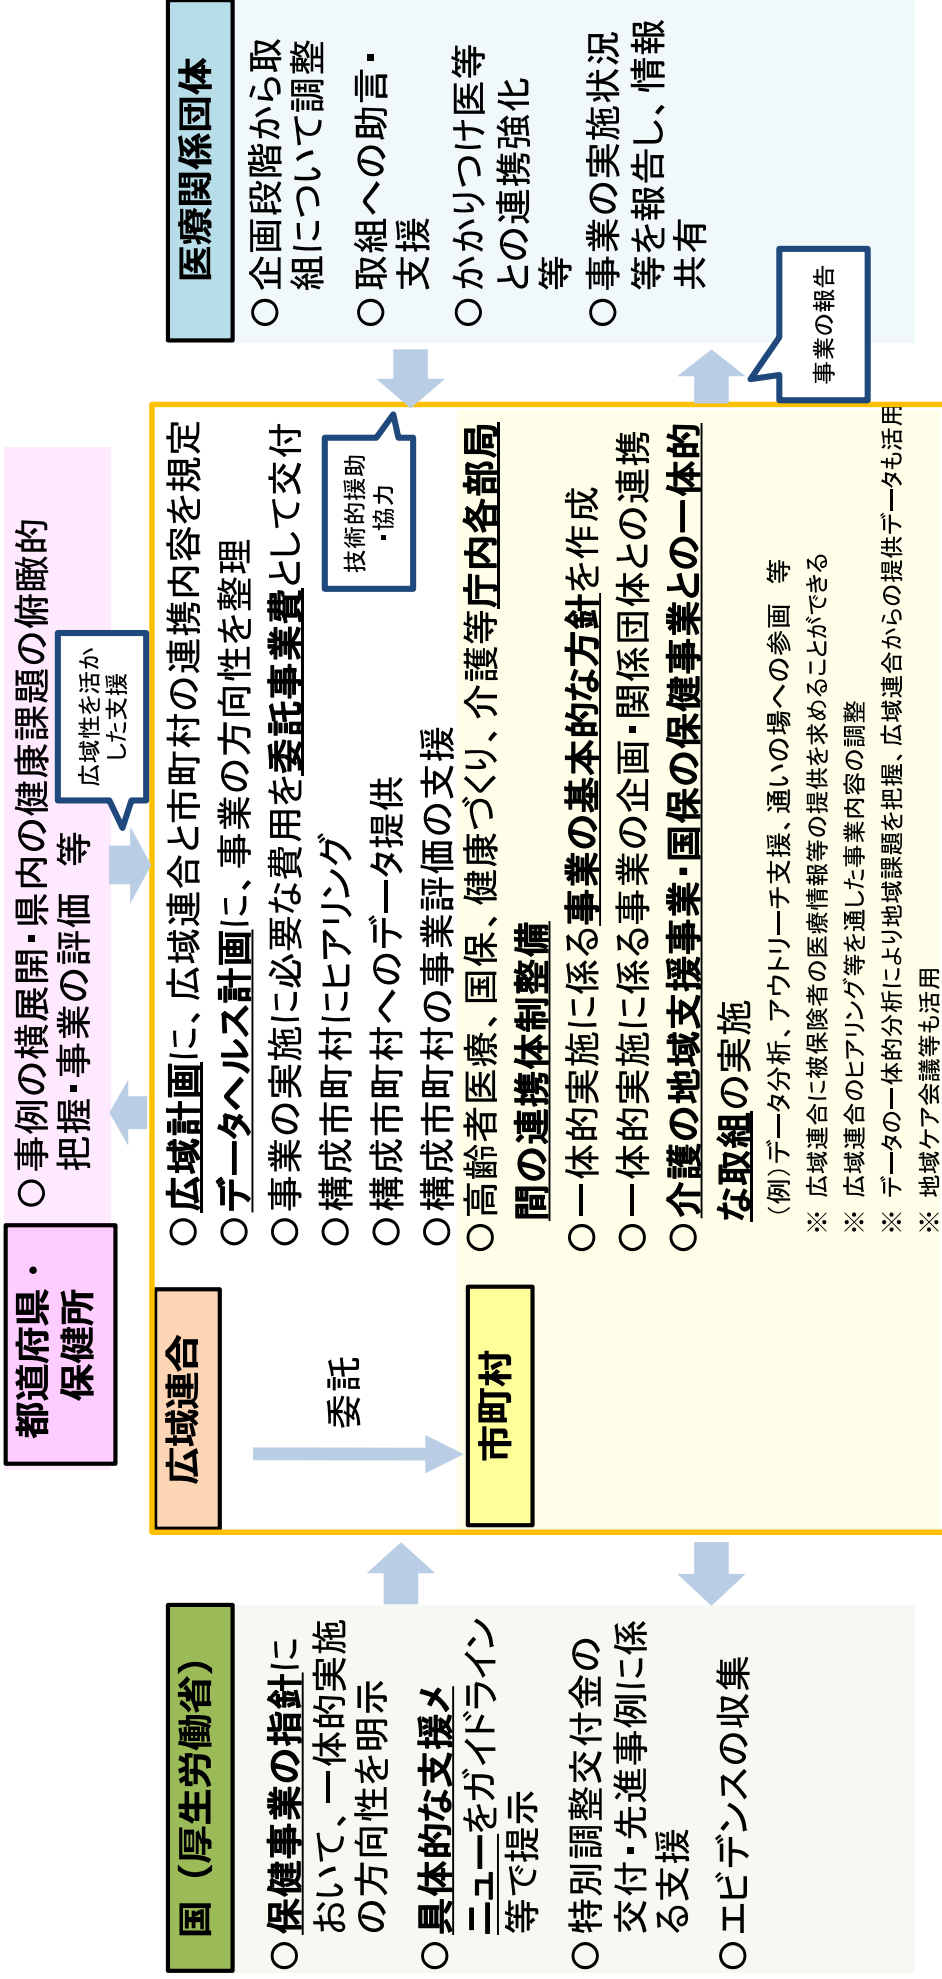 都道府県・
保健所
○事例の横展開・県内の健康課題の俯瞰的
把握・事業の評価　等
広域性を活か
した支援
国（厚生労働省）
○保健事業の指針に
おいて、一体的実施
の方向性を明示
○具体的な支援メ
ニューをガイドライン
等で提示
○特別調整交付金の
交付・先進事例に係
る支援
○エビデンスの収集
広域連合
○広域計画に、広域連合と市町村の連携内容を規定
○データヘルス計画に、事業の方向性を整理
○事業の実施に必要な費用を委託事業費として交付
○構成市町村にヒアリング
○構成市町村へのデータ提供
○構成市町村の事業評価の支援
委託
技術的援助
・協力
市町村
○高齢者医療、国保、健康づくり、介護等庁内各部局
間の連携体制整備
○一体的実施に係る事業の基本的な方針を作成
○一体的実施に係る事業の企画・関係団体との連携
○介護の地域支援事業・国保の保健事業との一体的
な取組の実施
（例）データ分析、アウトリーチ支援、通いの場への参画　等
※ 広域連合に被保険者の医療情報等の提供を求めることができる
※ 広域連合のヒアリング等を通した事業内容の調整
※ データの一体的分析により地域課題を把握、広域連合からの提供データも活用
※ 地域ケア会議等も活用
医療関係団体
○企画段階から取
組について調整
○取組への助言・
支援
○かかりつけ医等
との連携強化
等
○事業の実施状況
等を報告し、情報
共有
事業の報告